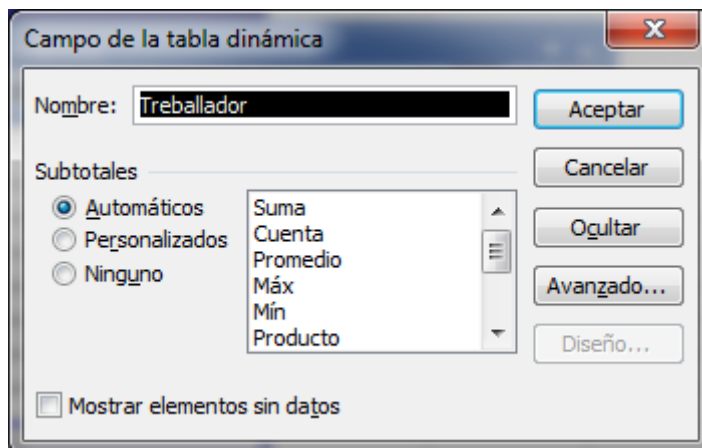 Campo de la tabla dinámica
Nombre: Treballador
Aceptar
Subtotales
Cancelar
Automáticos
Personalizados
Ninguno
Suma
Cuenta
Promedio
Máx
Mín
Producto
Ocultar
Avanzado...
Diseño...
Mostrar elementos sin datos